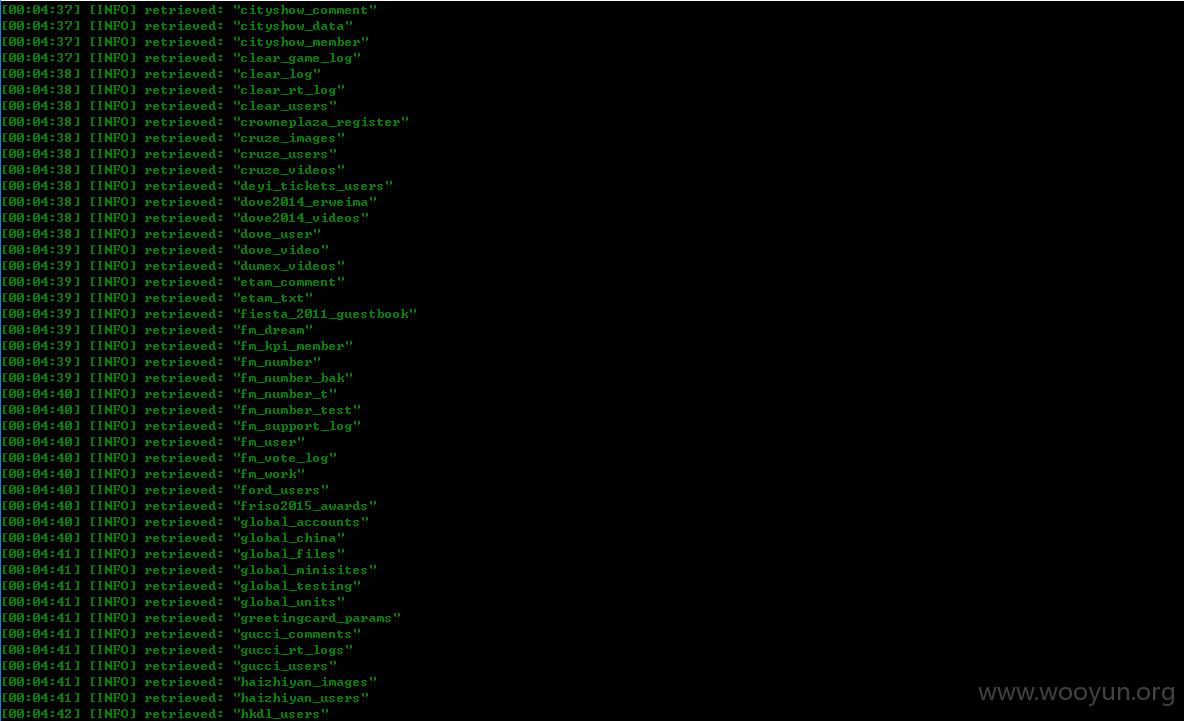 [00:04:37] [INFO] retrieved: "cityshow_comment"
[00:04:37] [INFO] retrieved: "cityshow_data"
[00:04:37] [INFO] retrieved: "cityshow_member"
[00:04:37] [INFO] retrieved: "clear_game_log"
[00:04:38] [INFO] retrieved: "clear_log"
[00:04:38] [INFO] retrieved: "clear_rt_log"
[00:04:38] [INFO] retrieved: "clear_users"
[00:04:38] [INFO] retrieved: "crowneplaza_register"
[00:04:38] [INFO] retrieved: "cruze_images"
[00:04:38] [INFO] retrieved: "cruze_users"
[00:04:38] [INFO] retrieved: "cruze_videos"
[00:04:38] [INFO] retrieved: "deyi_tickets_users"
[00:04:38] [INFO] retrieved: "dove2014_erweima"
[00:04:38] [INFO] retrieved: "dove2014_videos"
[00:04:38] [INFO] retrieved: "dove_user"
[00:04:39] [INFO] retrieved: "dove_video"
[00:04:39] [INFO] retrieved: "dumex_videos"
[00:04:39] [INFO] retrieved: "etam_comment"
[00:04:39] [INFO] retrieved: "etam_txt"
[00:04:39] [INFO] retrieved: "fiesta_2011_guestbook"
[00:04:39] [INFO] retrieved: "fm_dream"
[00:04:39] [INFO] retrieved: "fm_kpi_member"
[00:04:39] [INFO] retrieved: "fm_number"
[00:04:39] [INFO] retrieved: "fm_number_bak"
[00:04:40] [INFO] retrieved: "fm_number_t"
[00:04:40] [INFO] retrieved: "fm_number_test"
[00:04:40] [INFO] retrieved: "fm_support_log"
[00:04:40] [INFO] retrieved: "fm_user"
[00:04:40] [INFO] retrieved: "fm_vote_log"
[00:04:40] [INFO] retrieved: "fm_work"
[00:04:40] [INFO] retrieved: "ford_users"
[00:04:40] [INFO] retrieved: "friso2015_awards"
[00:04:40] [INFO] retrieved: "global_accounts"
[00:04:40] [INFO] retrieved: "global_china"
[00:04:41] [INFO] retrieved: "global_files"
[00:04:41] [INFO] retrieved: "global_minisites"
[00:04:41] [INFO] retrieved: "global_testing"
[00:04:41] [INFO] retrieved: "global_units"
[00:04:41] [INFO] retrieved: "greetingcard_params"
[00:04:41] [INFO] retrieved: "gucci_comments"
[00:04:41] [INFO] retrieved: "gucci_rt_logs"
[00:04:41] [INFO] retrieved: "gucci_users"
[00:04:41] [INFO] retrieved: "haizhiyan_images"
[00:04:41] [INFO] retrieved: "haizhiyan_users"
[00:04:42] [INFO] retrieved: "hkdl_users"
www.wooyun.org